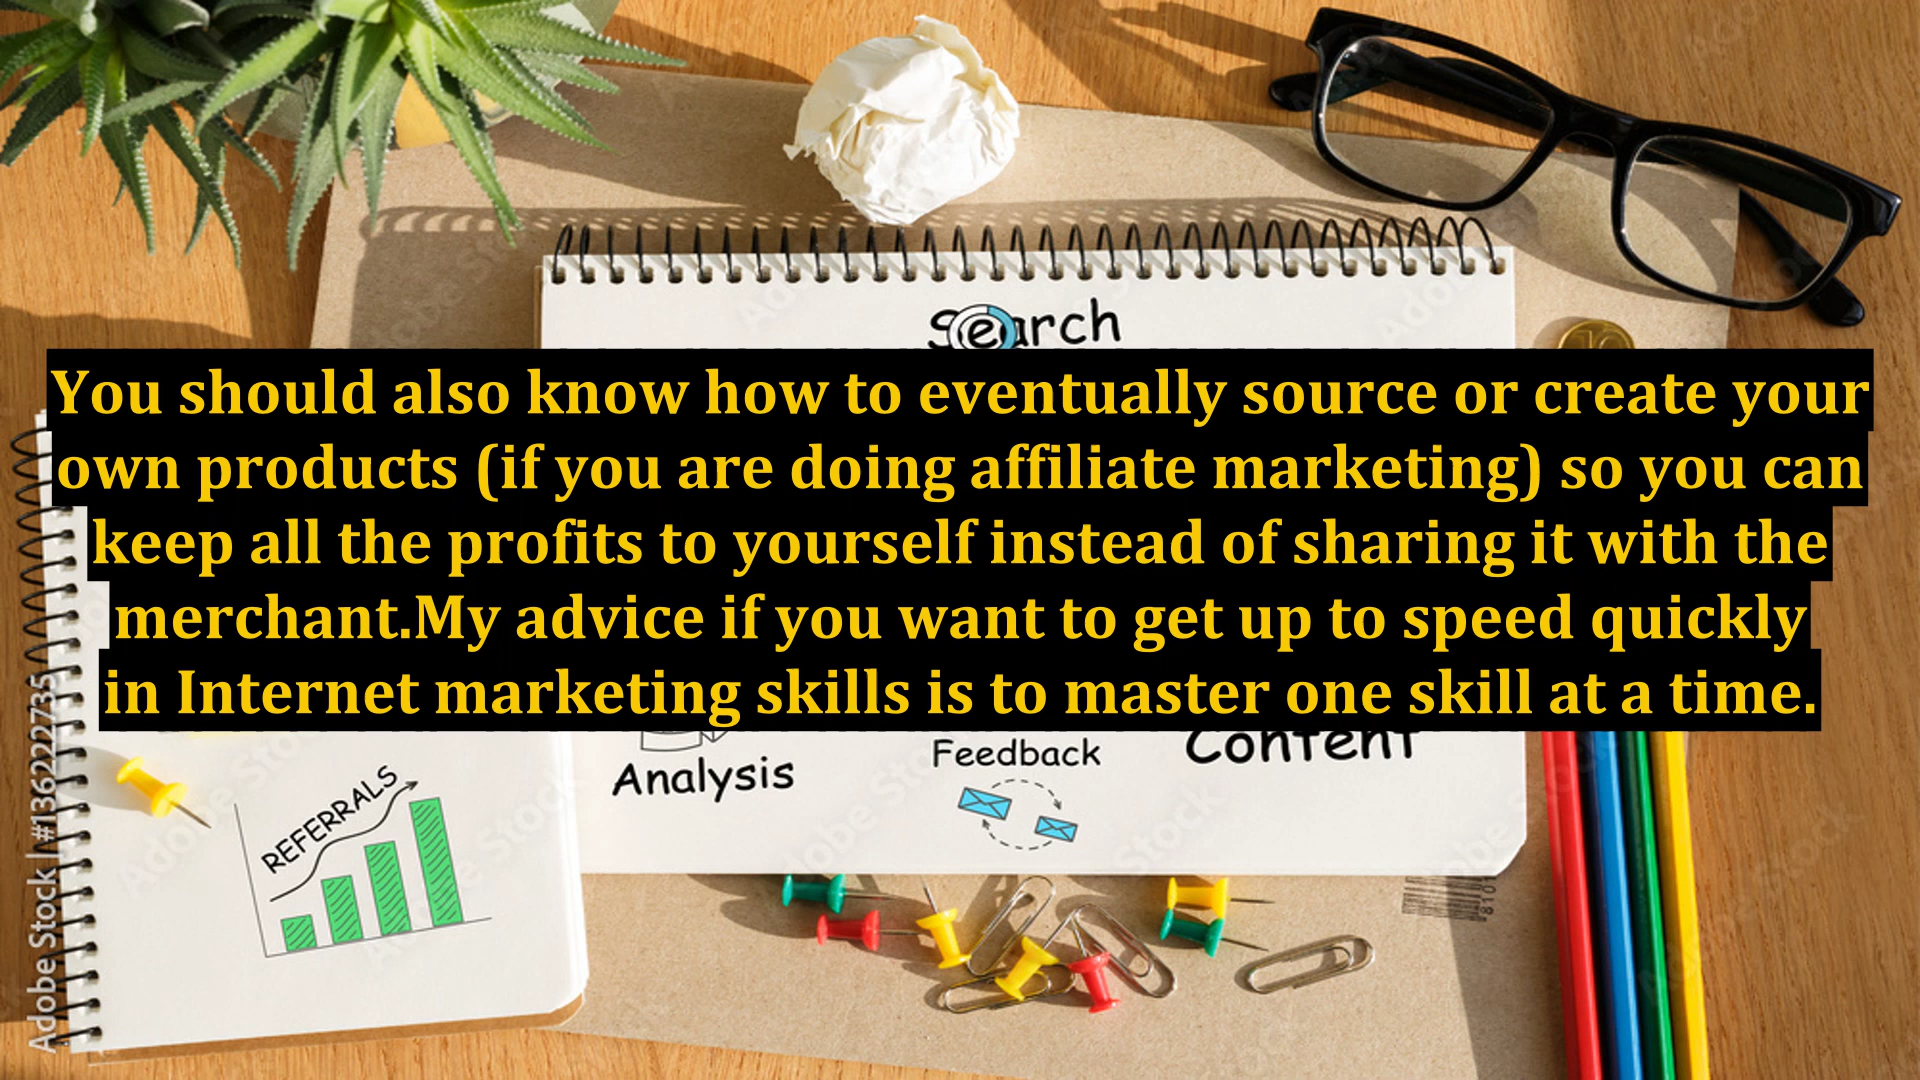 Search
You should also know how to eventually source or create your
own products (if you are doing affiliate marketing) so you can
keep all the profits to yourself instead of sharing it with the
merchant.My advice if you want to get up to speed quickly
in Internet marketing skills is to master one skill at a time.
Analysis
Feedback
Content
REFERRALS
Adobe Stock | #136222735